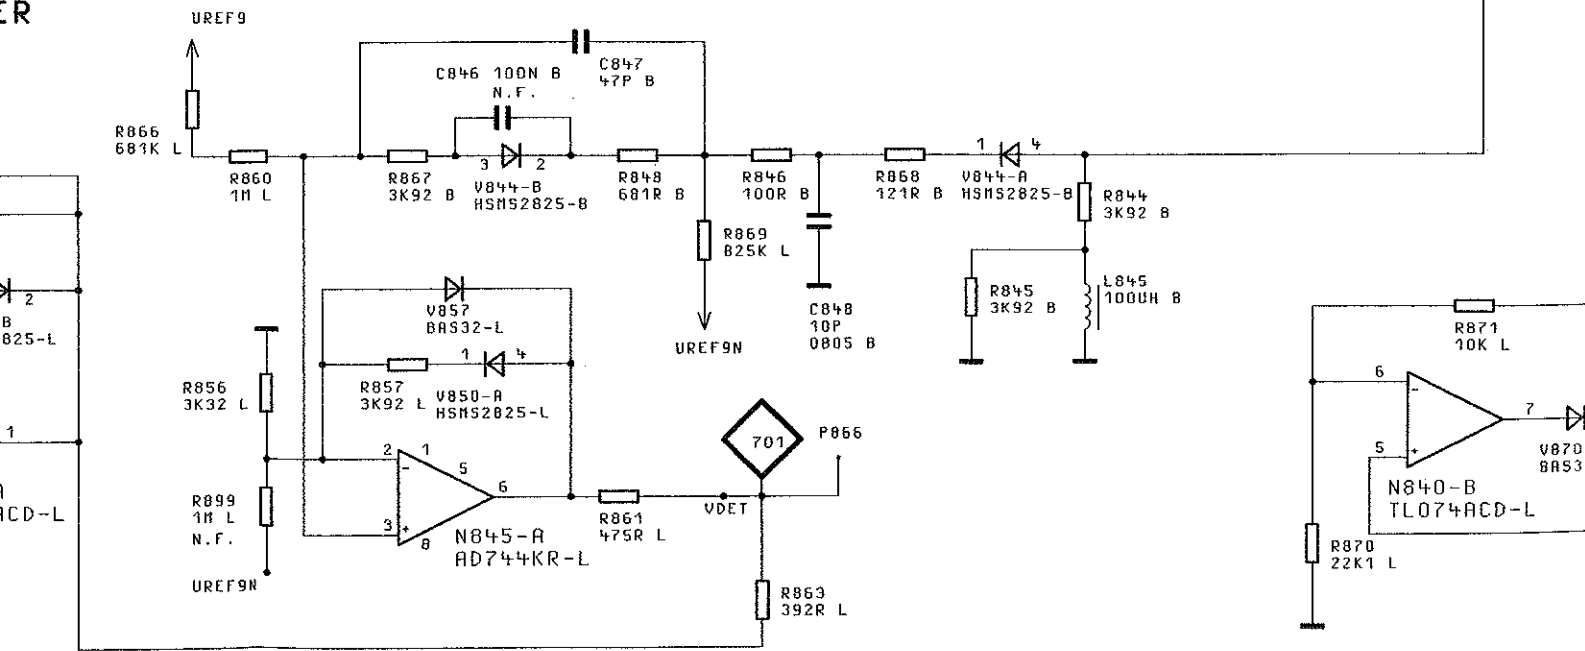 ER
UREF9
C846 100N B
N.F.
C847
47P B
R866
681K L
R860
1M L
R867
3K92 B
3
2
V844-B
HSMS2825-B
R848
681R B
R846
100R B
R868
121R B
1
4
V844-A
HSMS2825-B
R844
3K92 B
R869
825K L
UREF9N
C848
10P
0805 B
R845
3K92 B
L845
100UH B
2
B
825-L
V857
BAS32-L
R856
3K32 L
R857
3K92 L
1
4
V850-A
HSMS2825-L
R871
10K L
6
7
5
V870
BAS3
N840-B
TL074ACD-L
R870
22K1 L
1
A
ACD-L
R899
1M L
N.F.
UREF9N
2
1
5
6
3
8
N845-A
AD744KR-L
R861
475R L
VDET
701
P866
R863
392R L